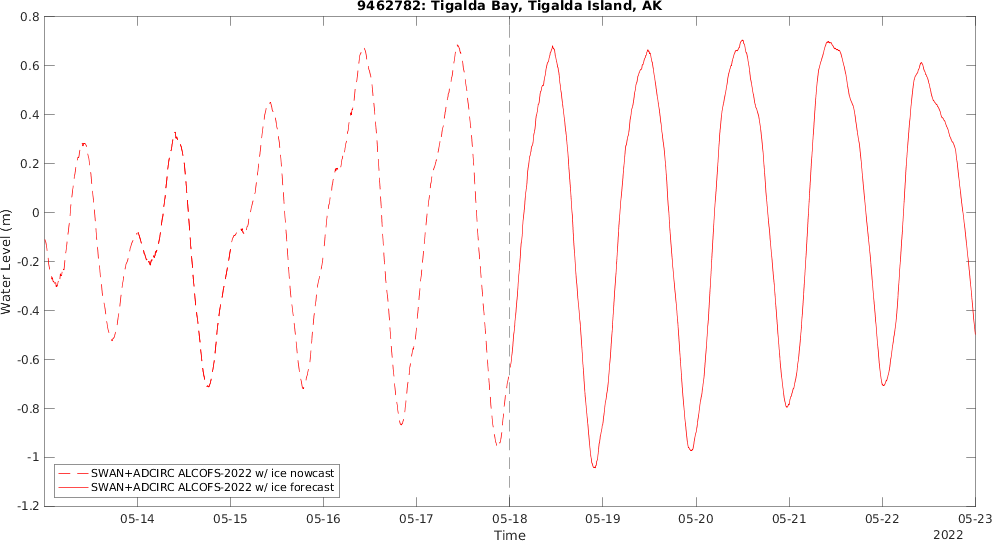 9462782: Tigalda Bay, Tigalda Island, AK
Water Level (m)
0.8
0.6
0.4
0.2
0
-0.2
-0.4
-0.6
-0.8
-1
-1.2
SWAN+ADCIRC ALCOFS-2022 w/ ice nowcast
SWAN+ADCIRC ALCOFS-2022 w/ ice forecast
05-14 05-15 05-16 05-17 05-18 05-19 05-20 05-21 05-22 05-23
Time
2022